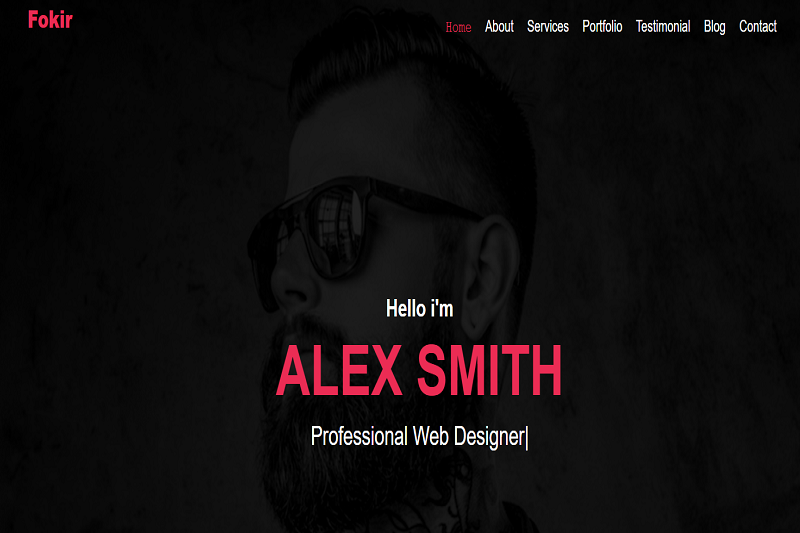 Fokir
Home About Services Portfolio Testimonial Blog Contact
Hello i'm
ALEX SMITH
Professional Web Designer|